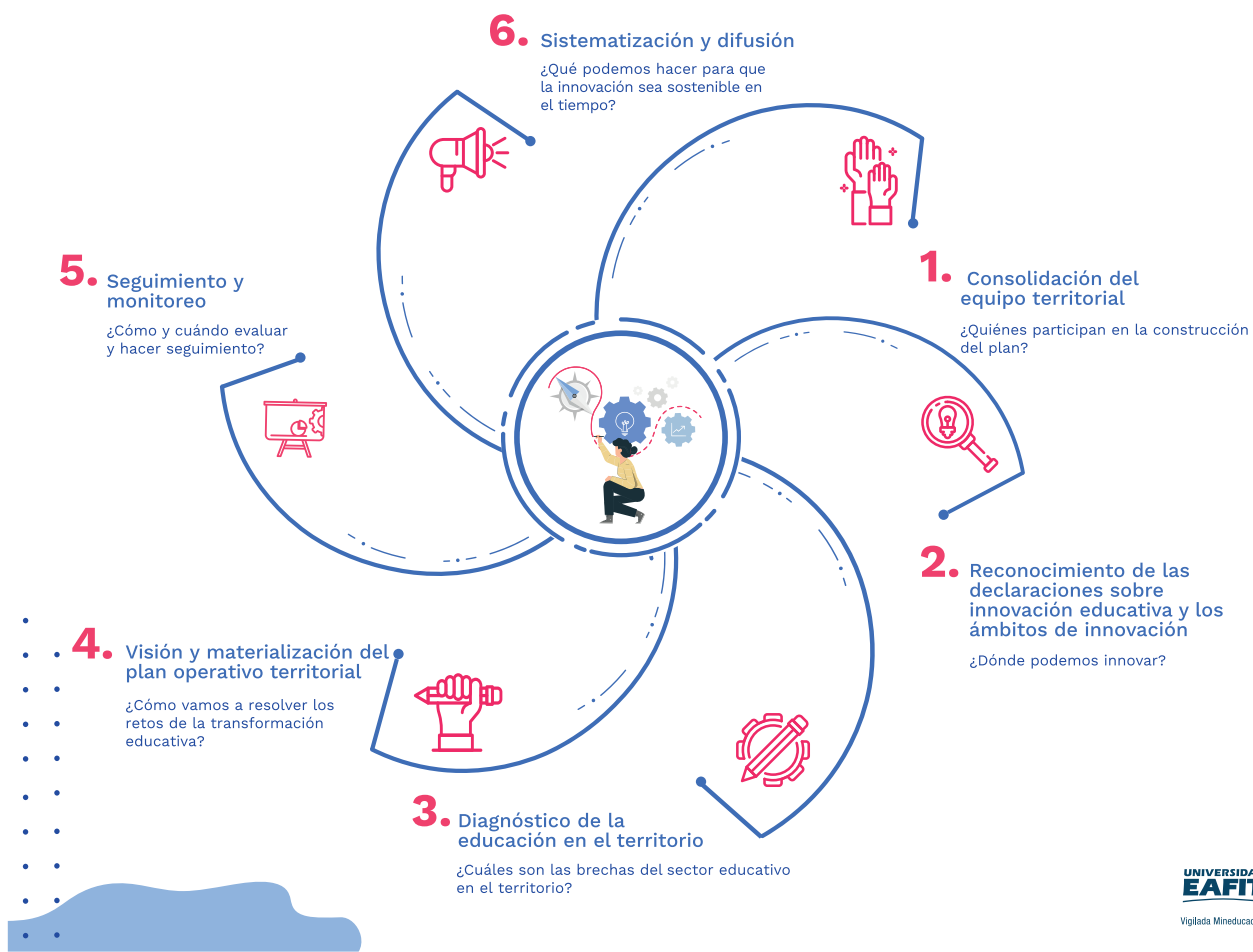 6. Sistematización y difusión
¿Qué podemos hacer para que
la innovación sea sostenible en
el tiempo?
1. Consolidación del
equipo territorial
¿Quiénes participan en la construcción
del plan?
2. Reconocimiento de las
declaraciones sobre
innovación educativa y los
ámbitos de innovación
¿Dónde podemos innovar?
3. Diagnóstico de la
educación en el territorio
¿Cuáles son las brechas del sector educativo
en el territorio?
4. Visión y materialización del
plan operativo territorial
¿Cómo vamos a resolver los
retos de la transformación
educativa?
5. Seguimiento y
monitoreo
¿Cómo y cuándo evaluar
y hacer seguimiento?
UNIVERSIDA
EAFIT
Vigilada Mineducac